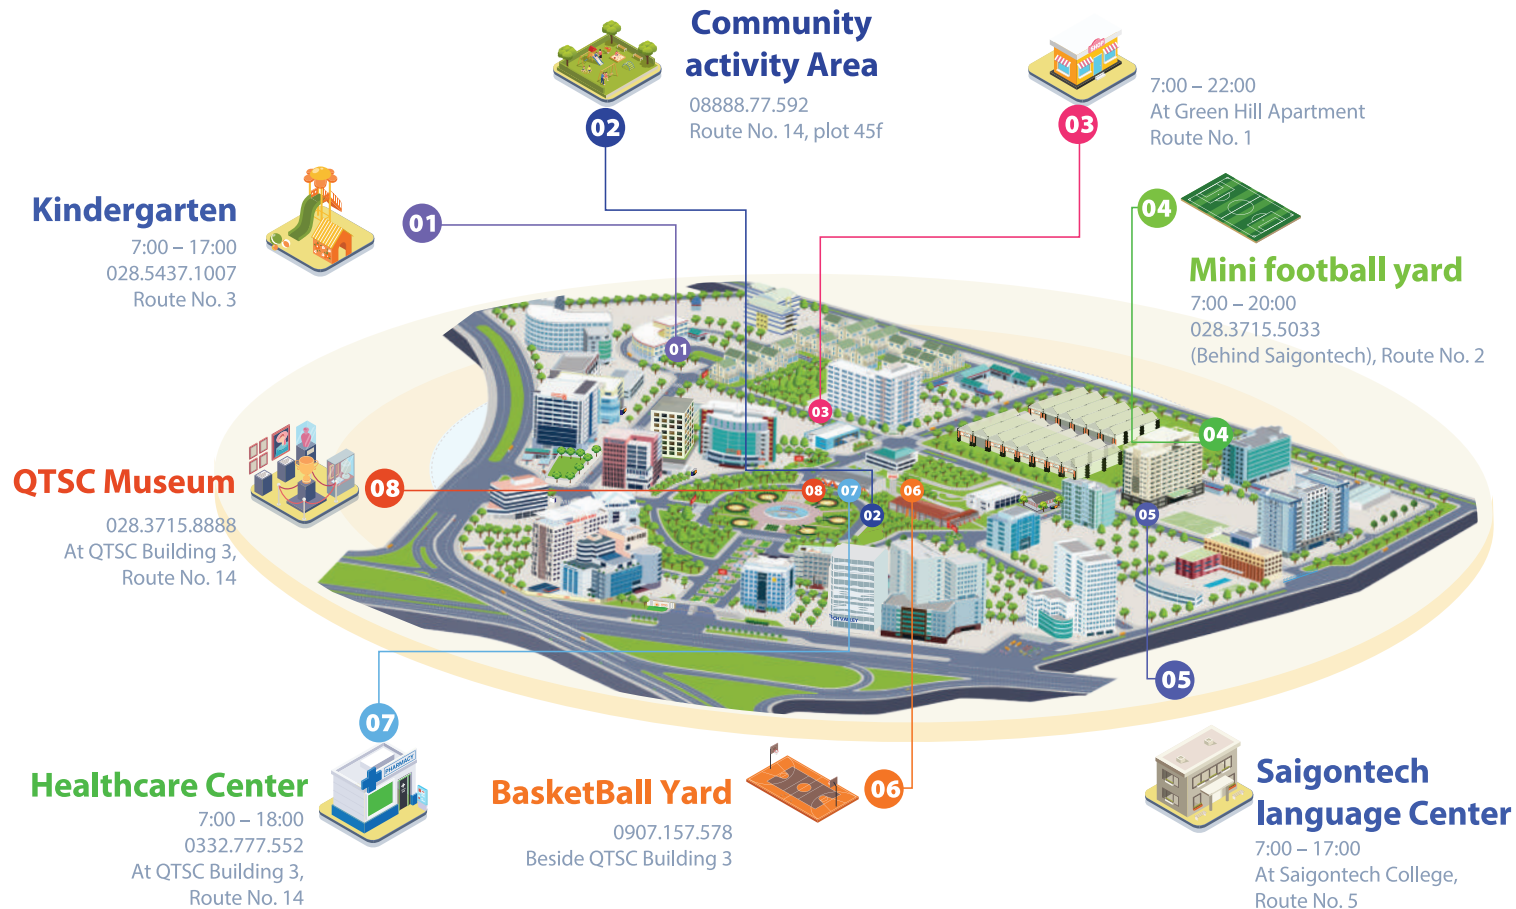 Community
activity Area
08888.77.592
Route No. 14, plot 45f
02
SHOP
7:00 – 22:00
At Green Hill Apartment
Route No. 1
03
Kindergarten
7:00 – 17:00
028.5437.1007
Route No. 3
01
04
Mini football yard
7:00 – 20:00
028.3715.5033
(Behind Saigontech), Route No. 2
01
03
04
QTSC Museum
028.3715.8888
At QTSC Building 3,
Route No. 14
08
08
07
06
02
05
05
07
PHARMACY
Healthcare Center
7:00 – 18:00
0332.777.552
At QTSC Building 3,
Route No. 14
BasketBall Yard
0907.157.578
Beside QTSC Building 3
06
Saigontech
language Center
7:00 – 17:00
At Saigontech College,
Route No. 5